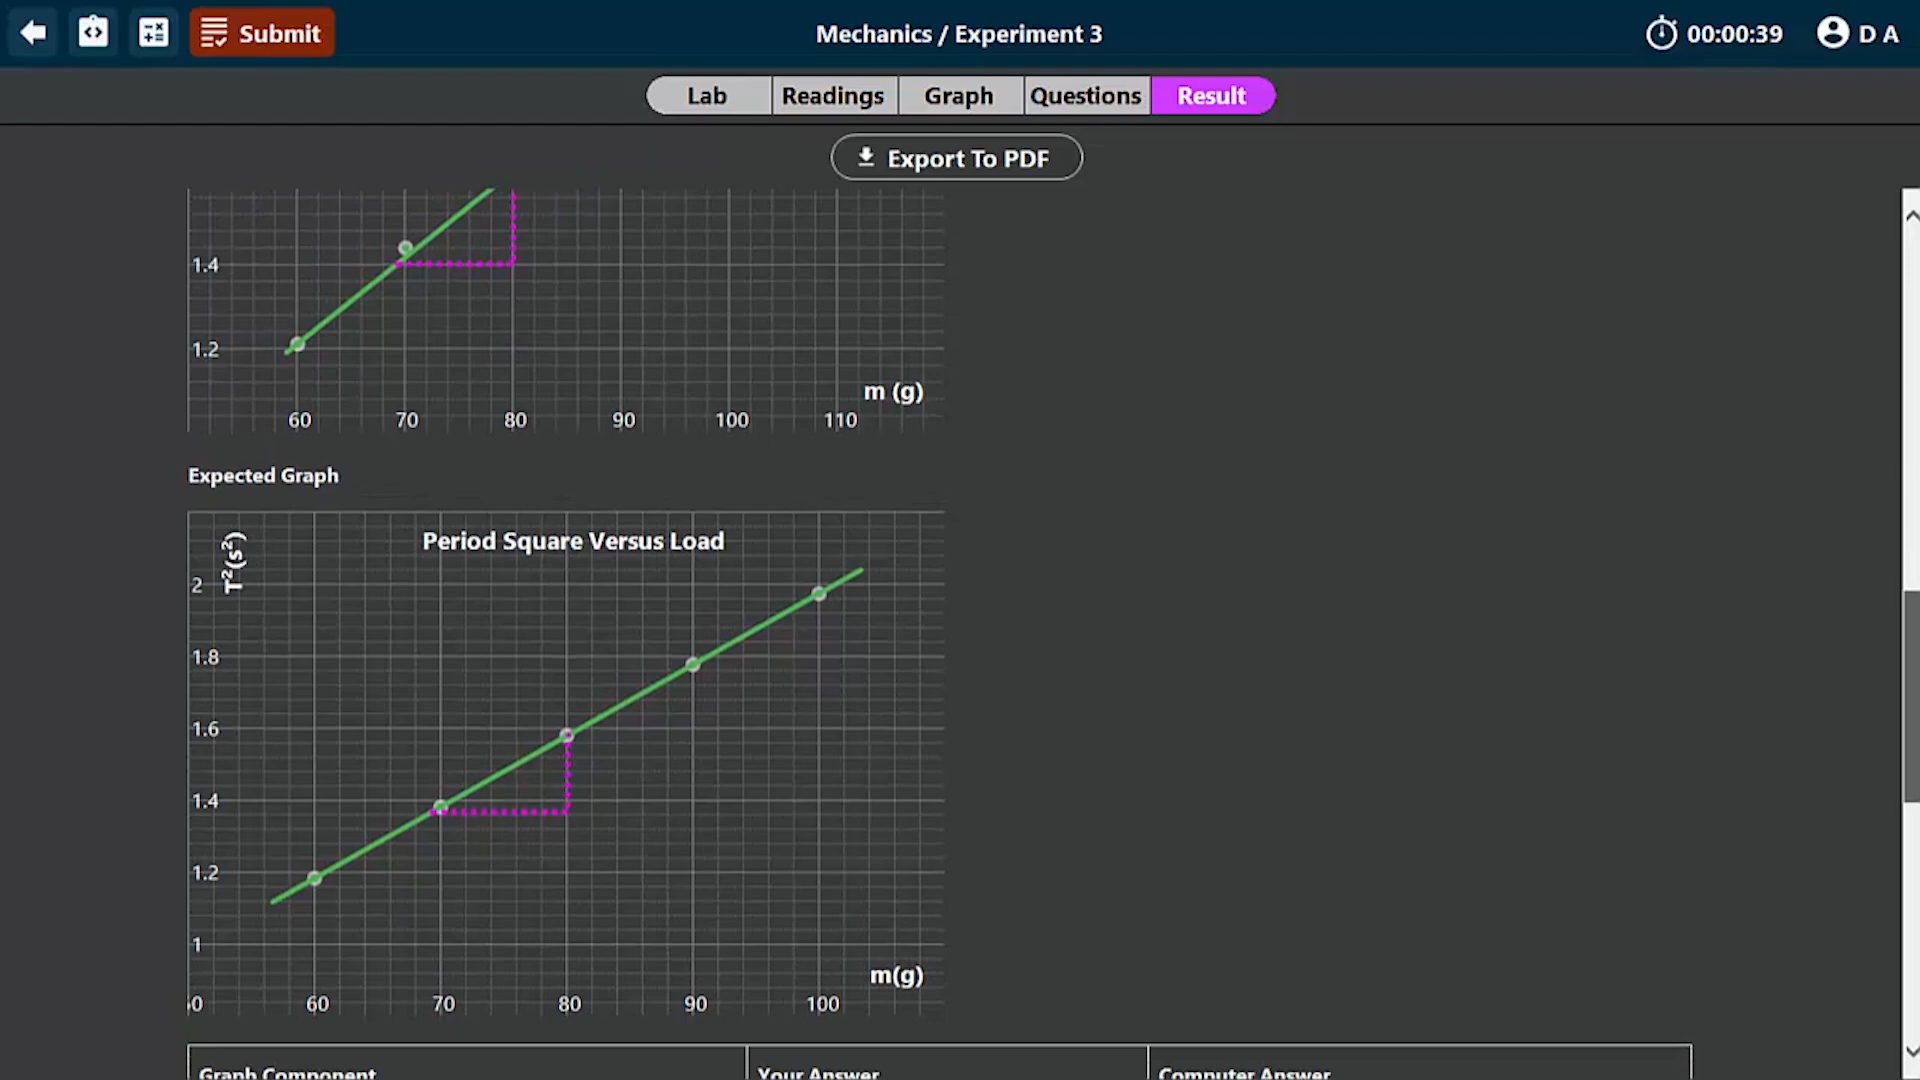 Submit
Mechanics / Experiment 3
00:00:39
D A
Lab
Readings
Graph
Questions
Result
Export To PDF
1.4
1.2
m (g)
60 70 80 90 100 110
Expected Graph
Period Square Versus Load
T²(s²)
2
1.8
1.6
1.4
1.2
1
m(g)
60 70 80 90 100
Graph Component
Your Answer
Computer Answer